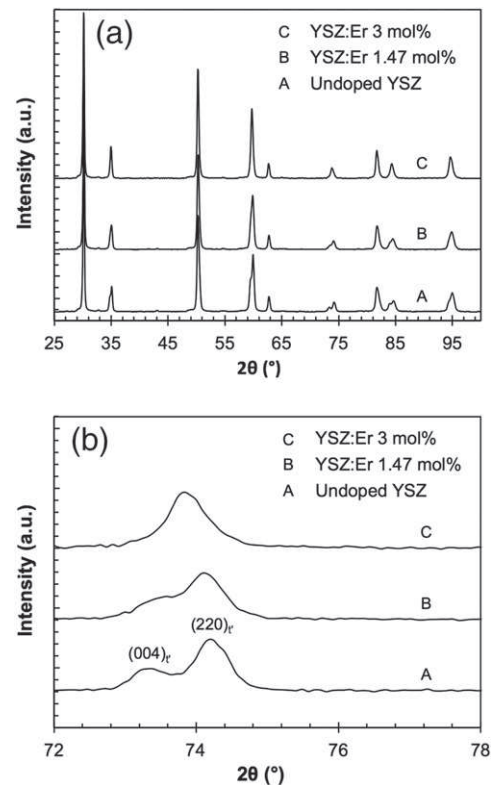 (a)
C YSZ:Er 3 mol%
B YSZ:Er 1.47 mol%
A Undoped YSZ
Intensity (a.u.)
C
B
A
25 35 45 55 65 75 85 95
2θ (°)
(b)
C YSZ:Er 3 mol%
B YSZ:Er 1.47 mol%
A Undoped YSZ
Intensity (a.u.)
C
B
(220)t'
(004)t'
A
72 74 76 78
2θ (°)